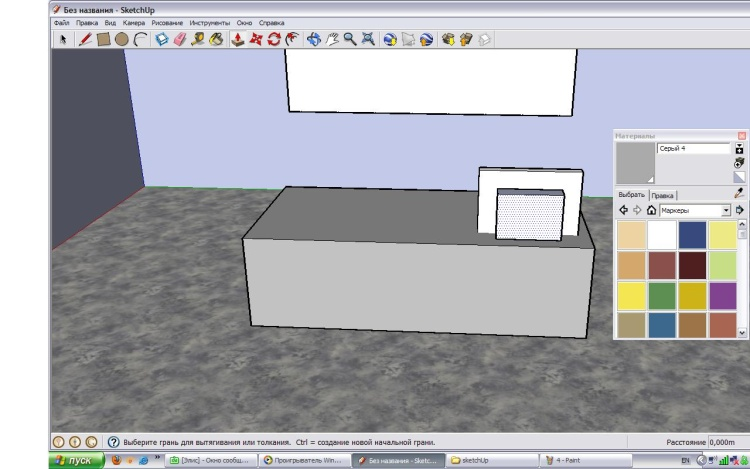 Без названия - SketchUp
Файл Правка Вид Камера Рисование Инструменты Окно Справка
Материалы
Серый 4
Выбрать Правка
Маркеры
Выберите грань для вытягивания или толкания. Ctrl = создание новой начальной грани.
Расстояние 0,000m
пуск
[Элис] - Окно сообщ...
Проигрыватель Win...
Без названия - Sketc...
sketchUp
4 - Paint
EN